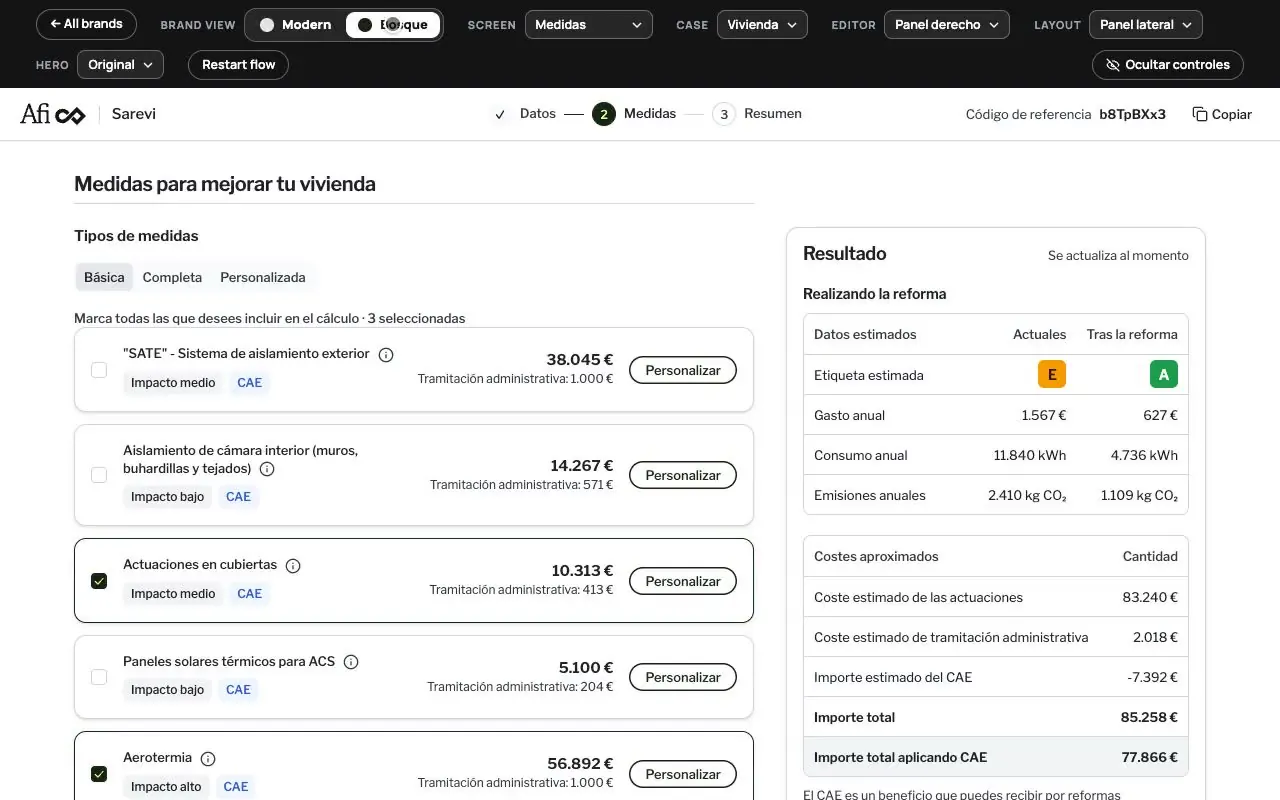 ← All brands
BRAND VIEW
Modern
Bosque
SCREEN
Medidas
CASE
Vivienda
EDITOR
Panel derecho
LAYOUT
Panel lateral
HERO
Original
Restart flow
Ocultar controles
Afi
Sarevi
Datos
2
Medidas
3
Resumen
Código de referencia b8TpBXx3
Copiar
Medidas para mejorar tu vivienda
Tipos de medidas
Básica
Completa
Personalizada
Marca todas las que desees incluir en el cálculo · 3 seleccionadas
"SATE" - Sistema de aislamiento exterior
Impacto medio
CAE
38.045 €
Tramitación administrativa: 1.000 €
Personalizar
Aislamiento de cámara interior (muros,
buhardillas y tejados)
Impacto bajo
CAE
14.267 €
Tramitación administrativa: 571 €
Personalizar
Actuaciones en cubiertas
Impacto medio
CAE
10.313 €
Tramitación administrativa: 413 €
Personalizar
Paneles solares térmicos para ACS
Impacto bajo
CAE
5.100 €
Tramitación administrativa: 204 €
Personalizar
Aerotermia
Impacto alto
CAE
56.892 €
Tramitación administrativa: 1.000 €
Personalizar
Resultado
Se actualiza al momento
Realizando la reforma
Datos estimados Actuales Tras la reforma
Etiqueta estimada E A
Gasto anual 1.567 € 627 €
Consumo anual 11.840 kWh 4.736 kWh
Emisiones anuales 2.410 kg CO₂ 1.109 kg CO₂
Costes aproximados Cantidad
Coste estimado de las actuaciones 83.240 €
Coste estimado de tramitación administrativa 2.018 €
Importe estimado del CAE -7.392 €
Importe total 85.258 €
Importe total aplicando CAE 77.866 €
El CAE es un beneficio que puedes recibir por reformas